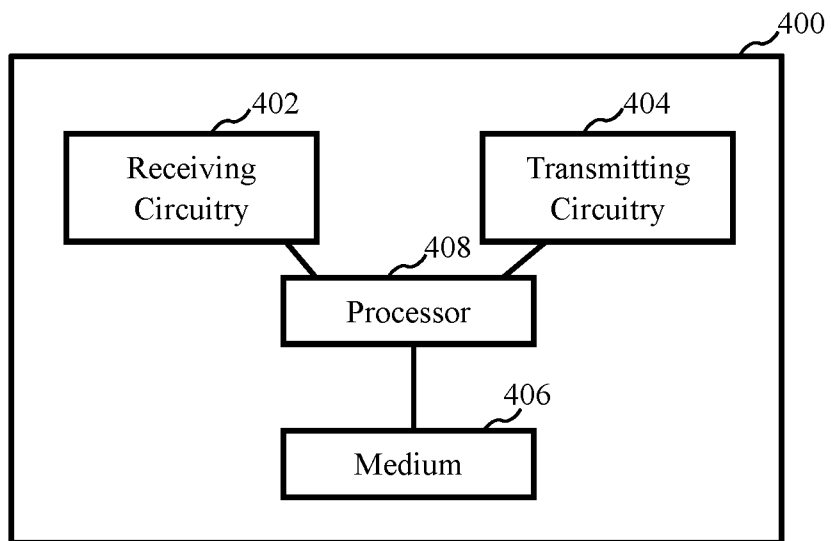 400
402
404
Receiving
Circuitry
Transmitting
Circuitry
408
Processor
406
Medium